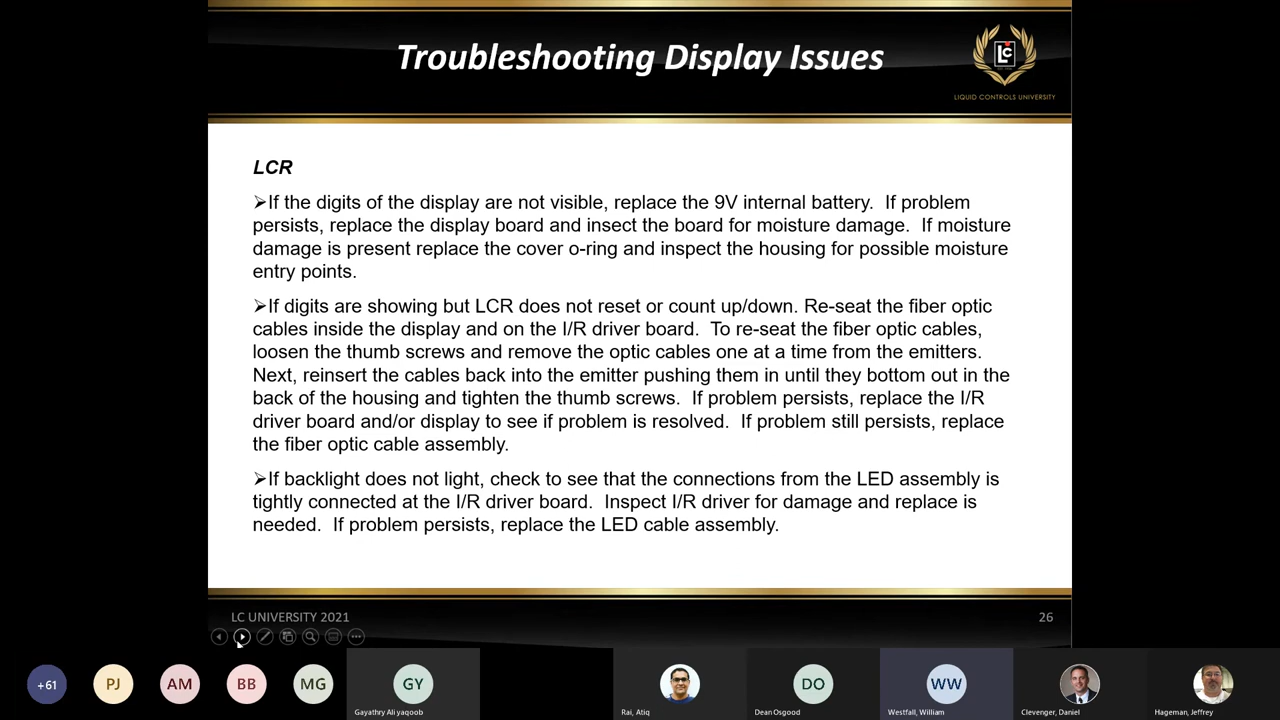 Troubleshooting Display Issues
Lc
LIQUID CONTROLS UNIVERSITY
LCR
➢If the digits of the display are not visible, replace the 9V internal battery.  If problem
persists, replace the display board and insect the board for moisture damage.  If moisture
damage is present replace the cover o-ring and inspect the housing for possible moisture
entry points.
➢If digits are showing but LCR does not reset or count up/down. Re-seat the fiber optic
cables inside the display and on the I/R driver board.  To re-seat the fiber optic cables,
loosen the thumb screws and remove the optic cables one at a time from the emitters.
Next, reinsert the cables back into the emitter pushing them in until they bottom out in the
back of the housing and tighten the thumb screws.  If problem persists, replace the I/R
driver board and/or display to see if problem is resolved.  If problem still persists, replace
the fiber optic cable assembly.
➢If backlight does not light, check to see that the connections from the LED assembly is
tightly connected at the I/R driver board.  Inspect I/R driver for damage and replace is
needed.  If problem persists, replace the LED cable assembly.
LC UNIVERSITY 2021
26
+61
PJ
AM
BB
MG
GY
DO
WW
Gayathry Ali yaqoob
Rai, Atiq
Dean Osgood
Westfall, William
Clevenger, Daniel
Hageman, Jeffrey